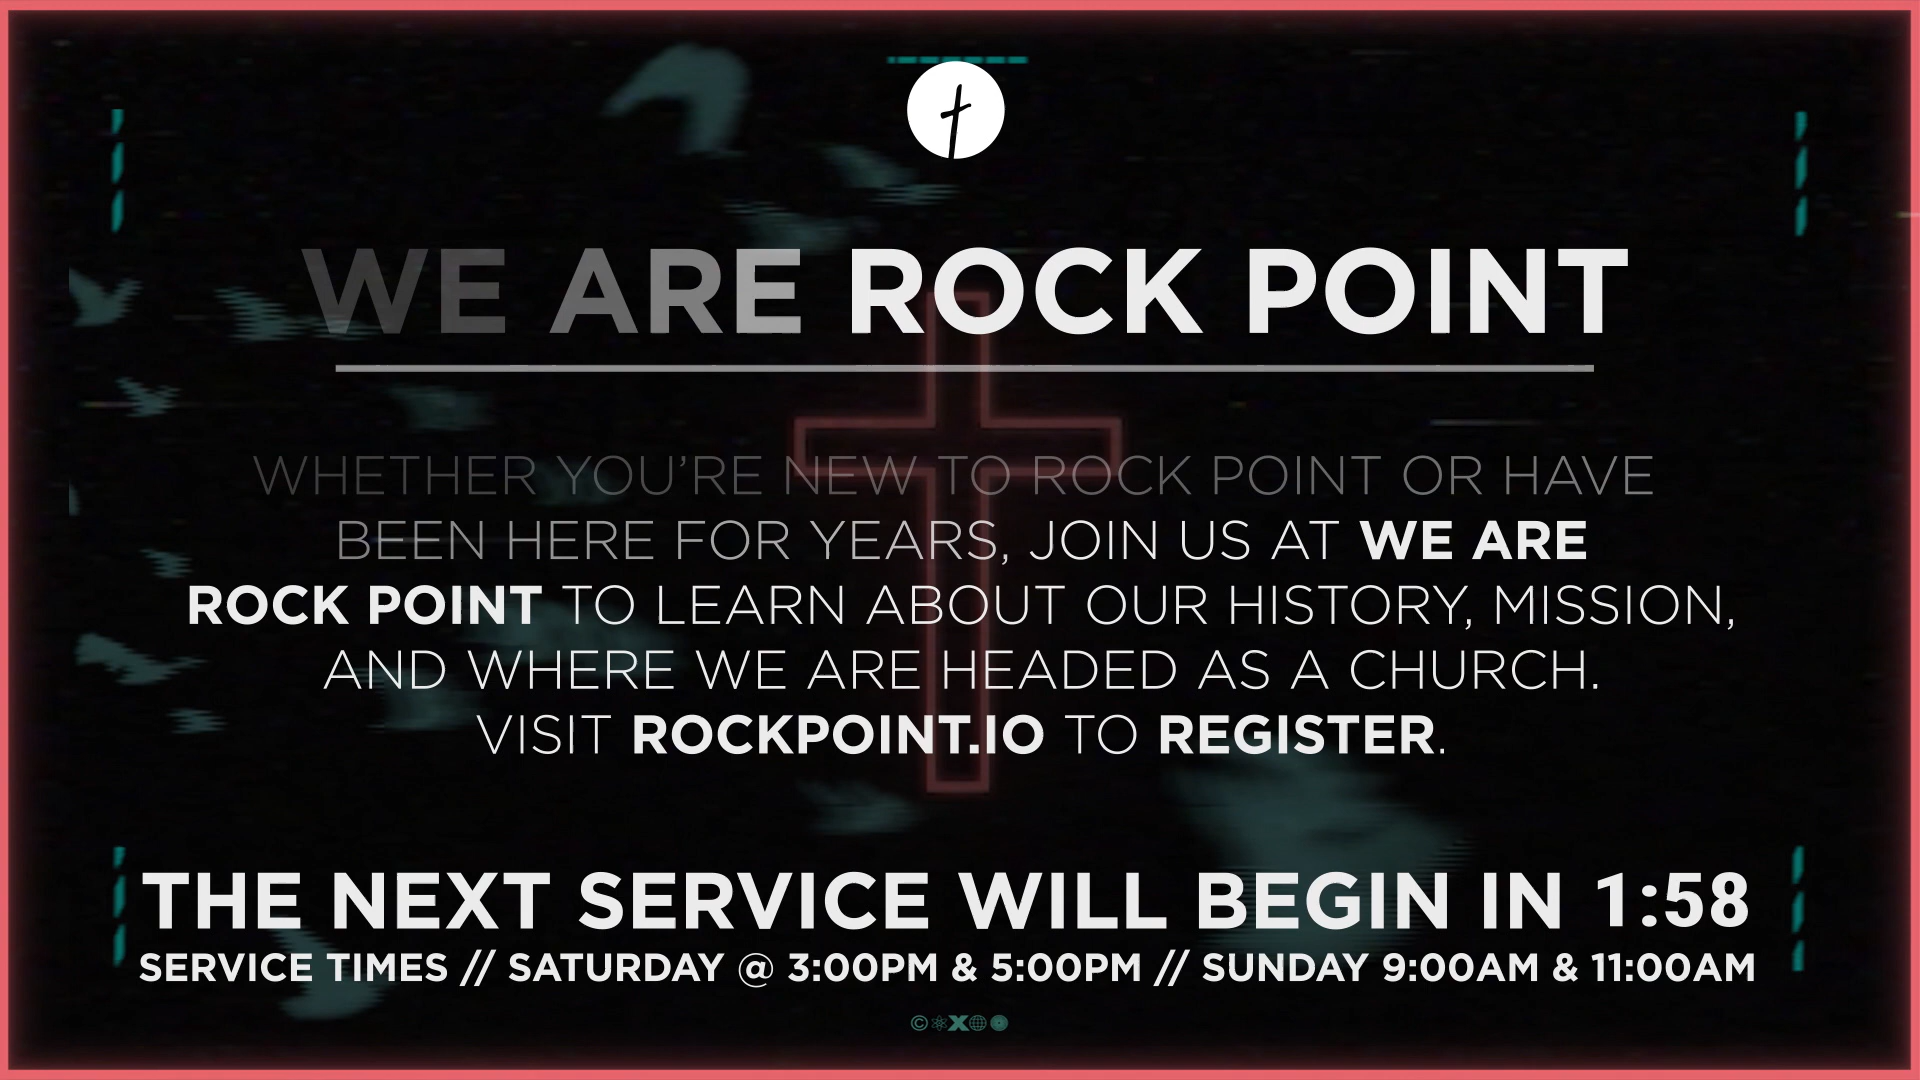 WE ARE ROCK POINT
WHETHER YOU’RE NEW TO ROCK POINT OR HAVE
BEEN HERE FOR YEARS, JOIN US AT WE ARE
ROCK POINT TO LEARN ABOUT OUR HISTORY, MISSION,
AND WHERE WE ARE HEADED AS A CHURCH.
VISIT ROCKPOINT.IO TO REGISTER.
THE NEXT SERVICE WILL BEGIN IN 1:58
SERVICE TIMES // SATURDAY @ 3:00PM & 5:00PM // SUNDAY 9:00AM & 11:00AM